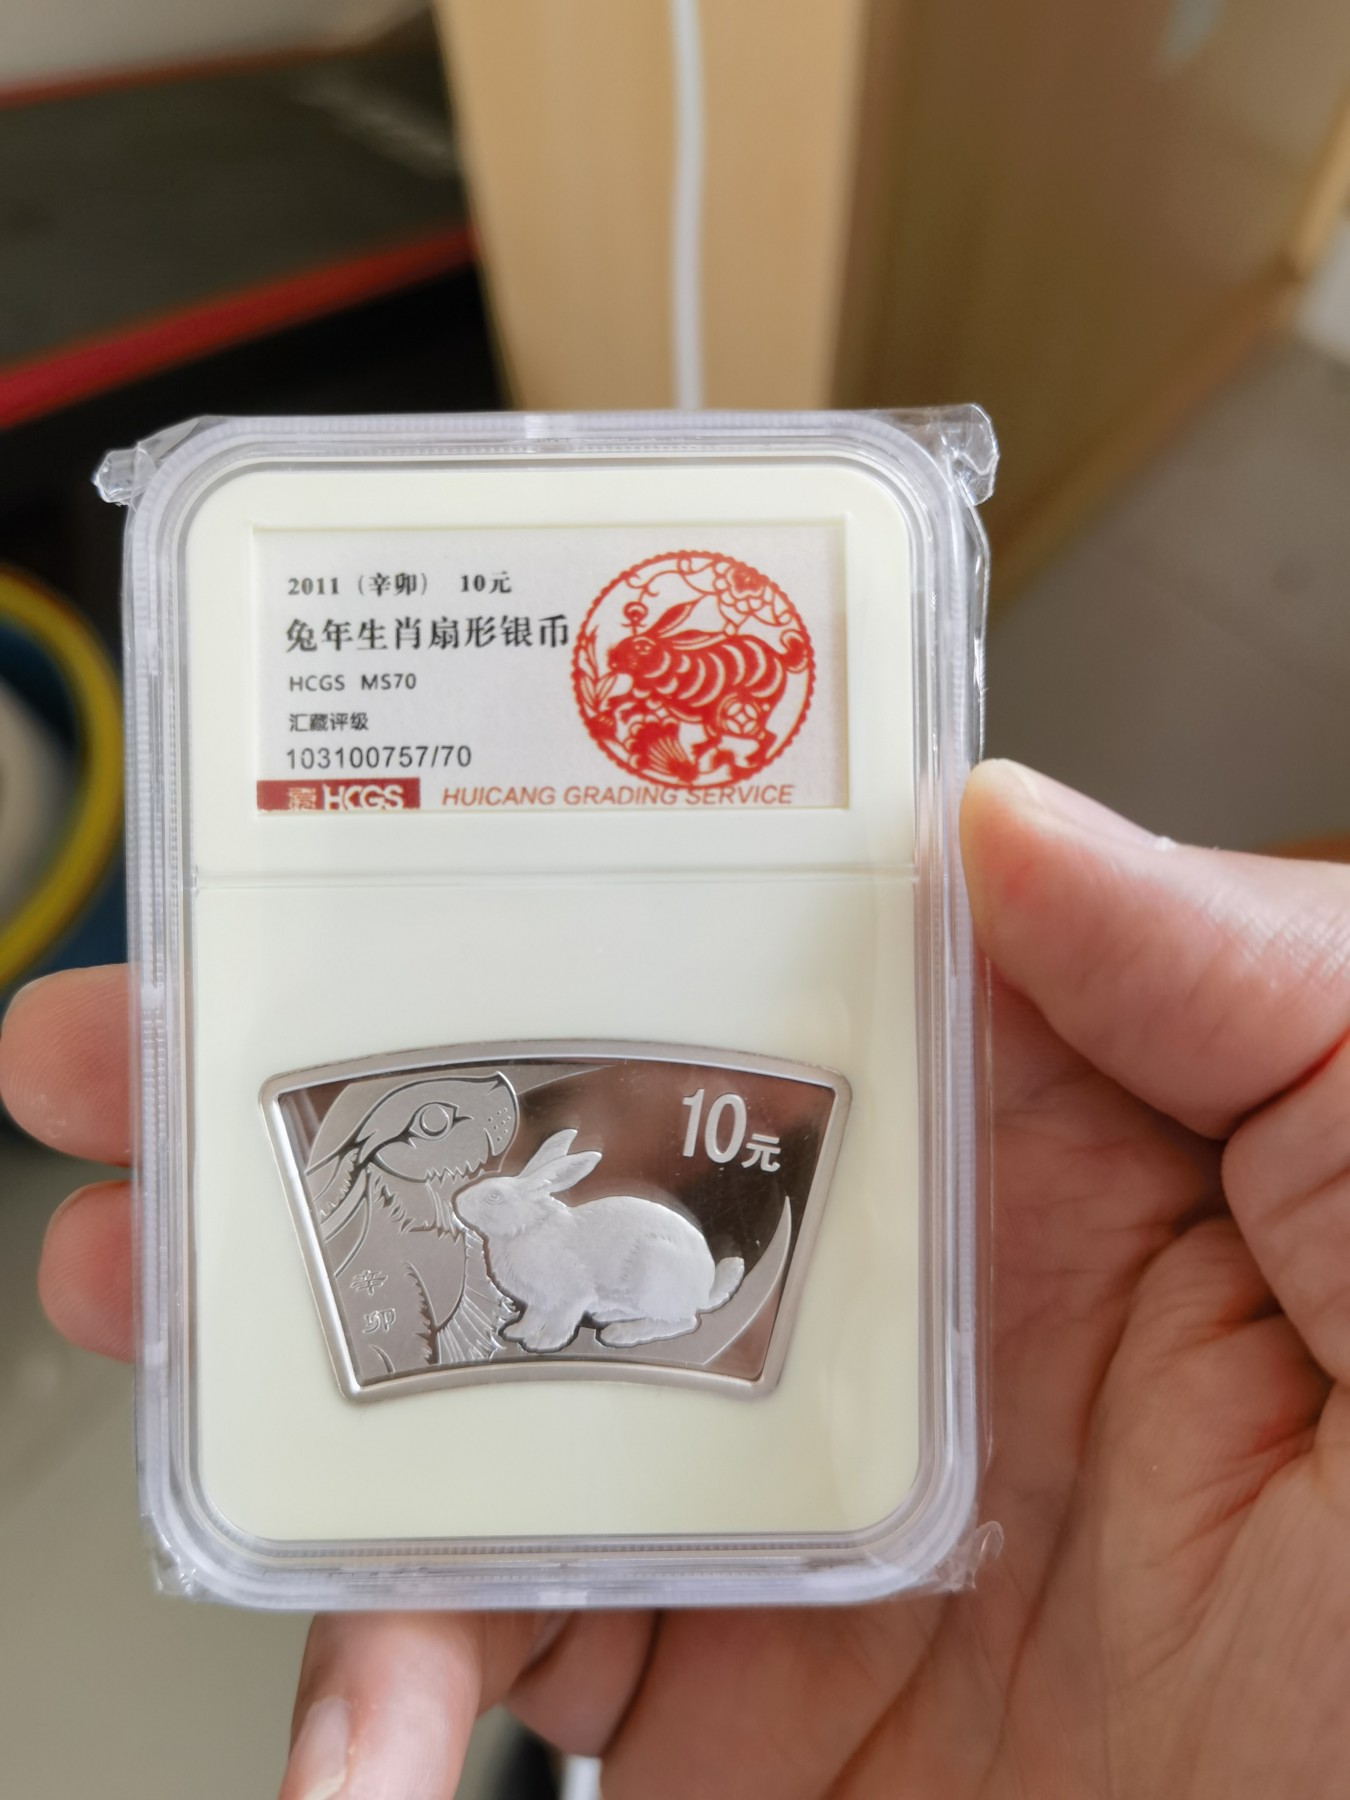 2011（辛卯） 10元
兔年生肖扇形银币
HCGS MS70
汇藏评级
103100757/70
HCGS HUICANG GRADING SERVICE
10元
辛
卯